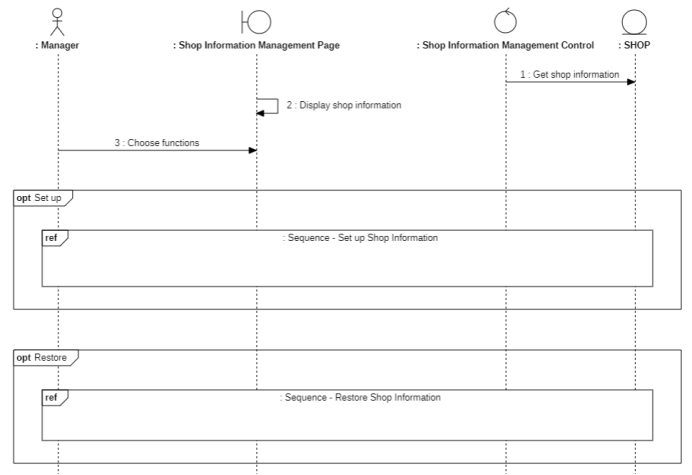 : Manager
: Shop Information Management Page
: Shop Information Management Control
: SHOP
1 : Get shop information
2 : Display shop information
3 : Choose functions
opt Set up
ref
: Sequence - Set up Shop Information
opt Restore
ref
: Sequence - Restore Shop Information